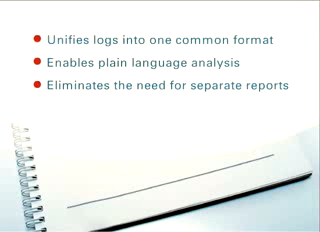 Unifies logs into one common format
Enables plain language analysis
Eliminates the need for separate reports